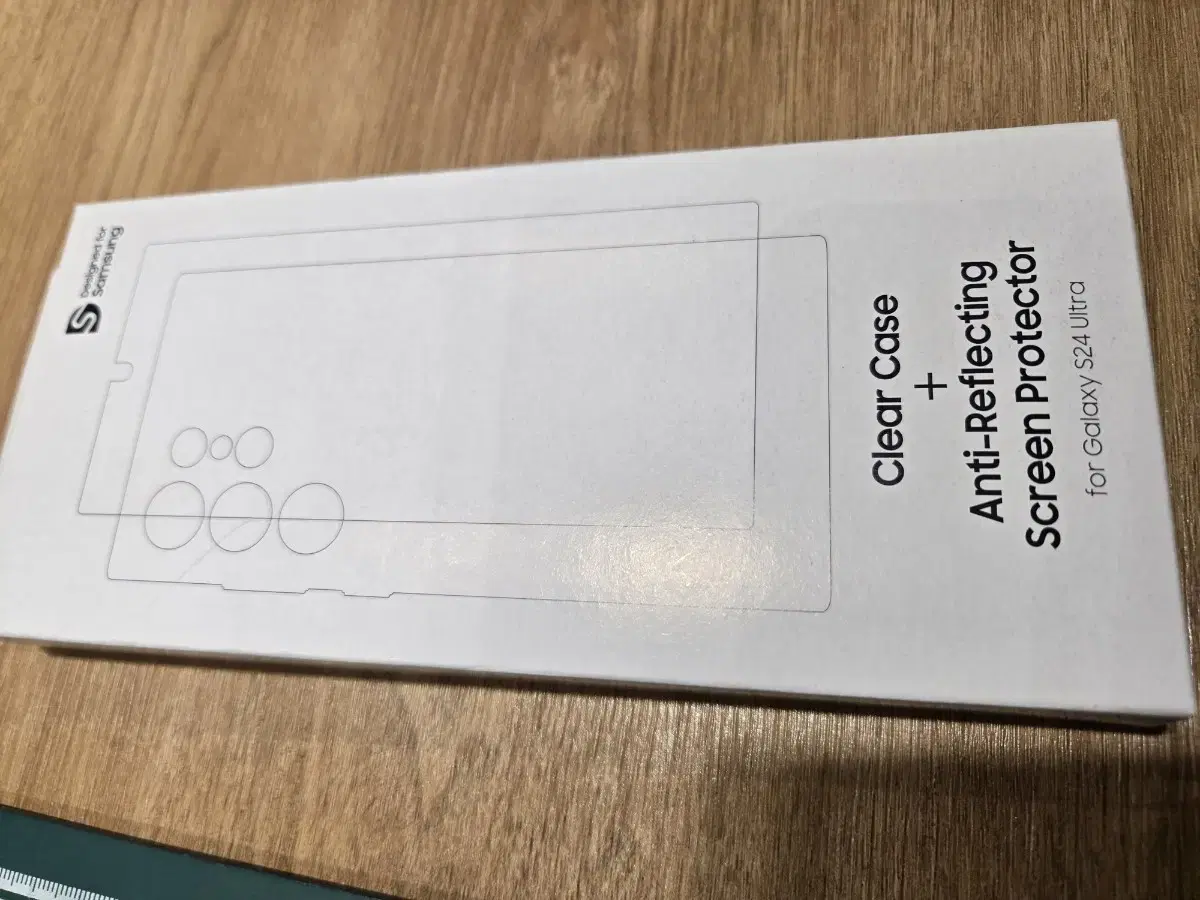 Designed for
Samsung
Clear Case
+
Anti-Reflecting
Screen Protector
for Galaxy S24 Ultra